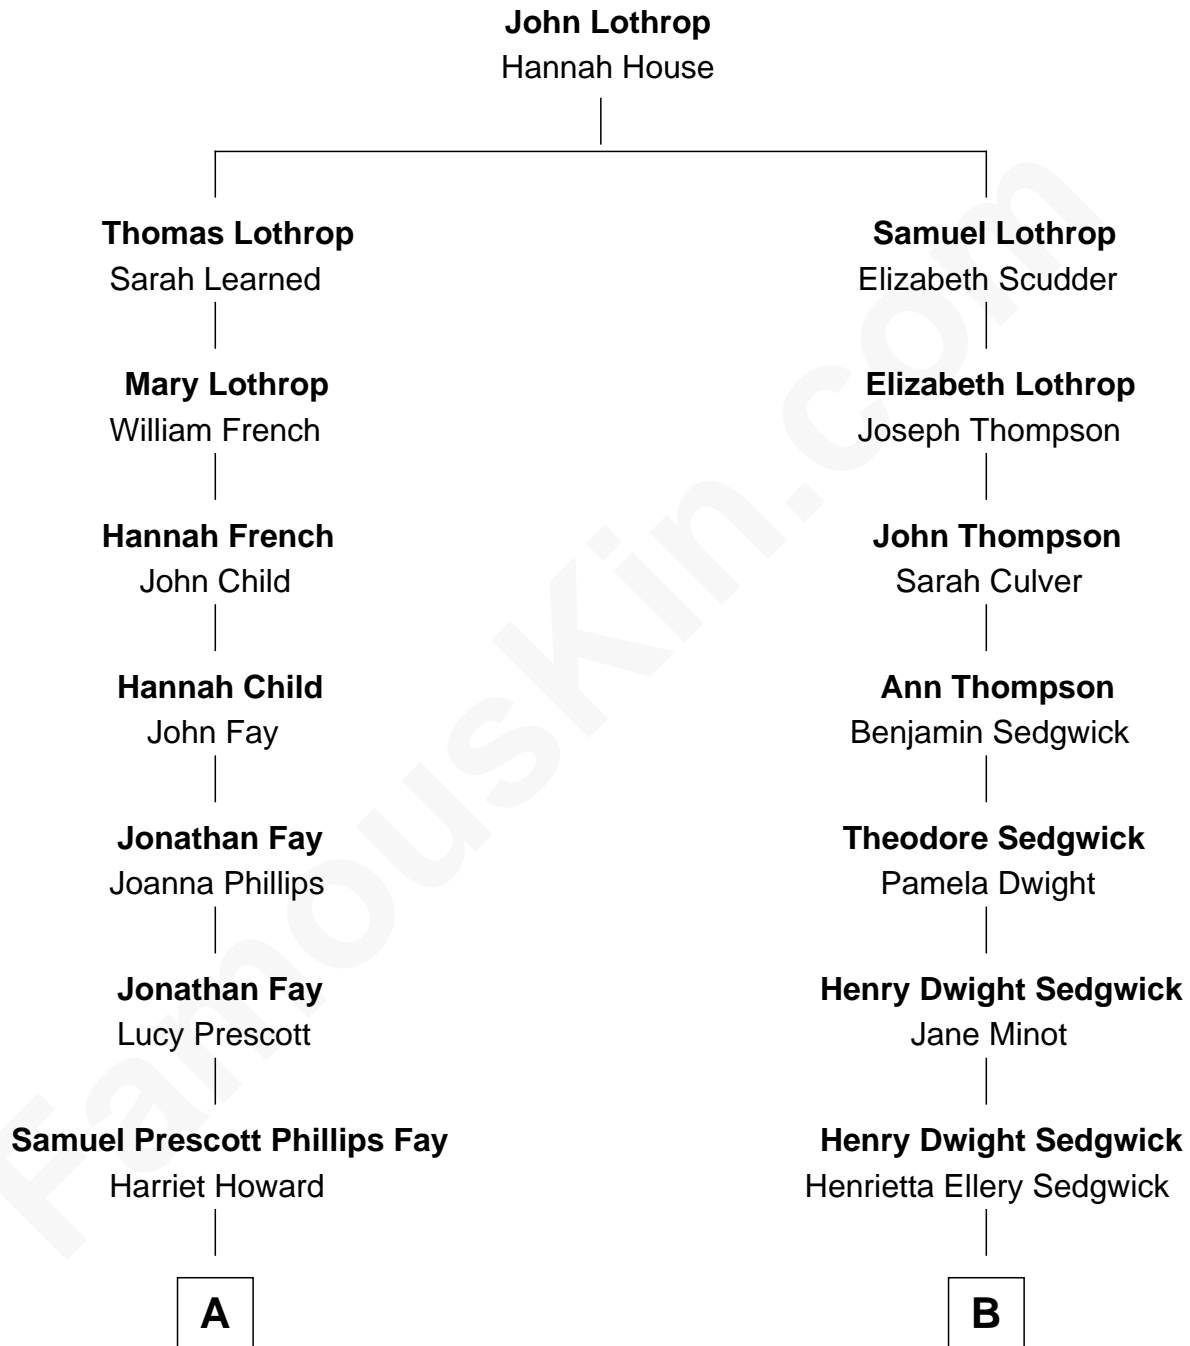 John Lothrop
Hannah House
Thomas Lothrop
Sarah Learned
Samuel Lothrop
Elizabeth Scudder
Mary Lothrop
William French
Elizabeth Lothrop
Joseph Thompson
Hannah French
John Child
John Thompson
Sarah Culver
Hannah Child
John Fay
Ann Thompson
Benjamin Sedgwick
Jonathan Fay
Joanna Phillips
Theodore Sedgwick
Pamela Dwight
Jonathan Fay
Lucy Prescott
Henry Dwight Sedgwick
Jane Minot
Samuel Prescott Phillips Fay
Harriet Howard
Henry Dwight Sedgwick
Henrietta Ellery Sedgwick
A
B
FamousKin.com